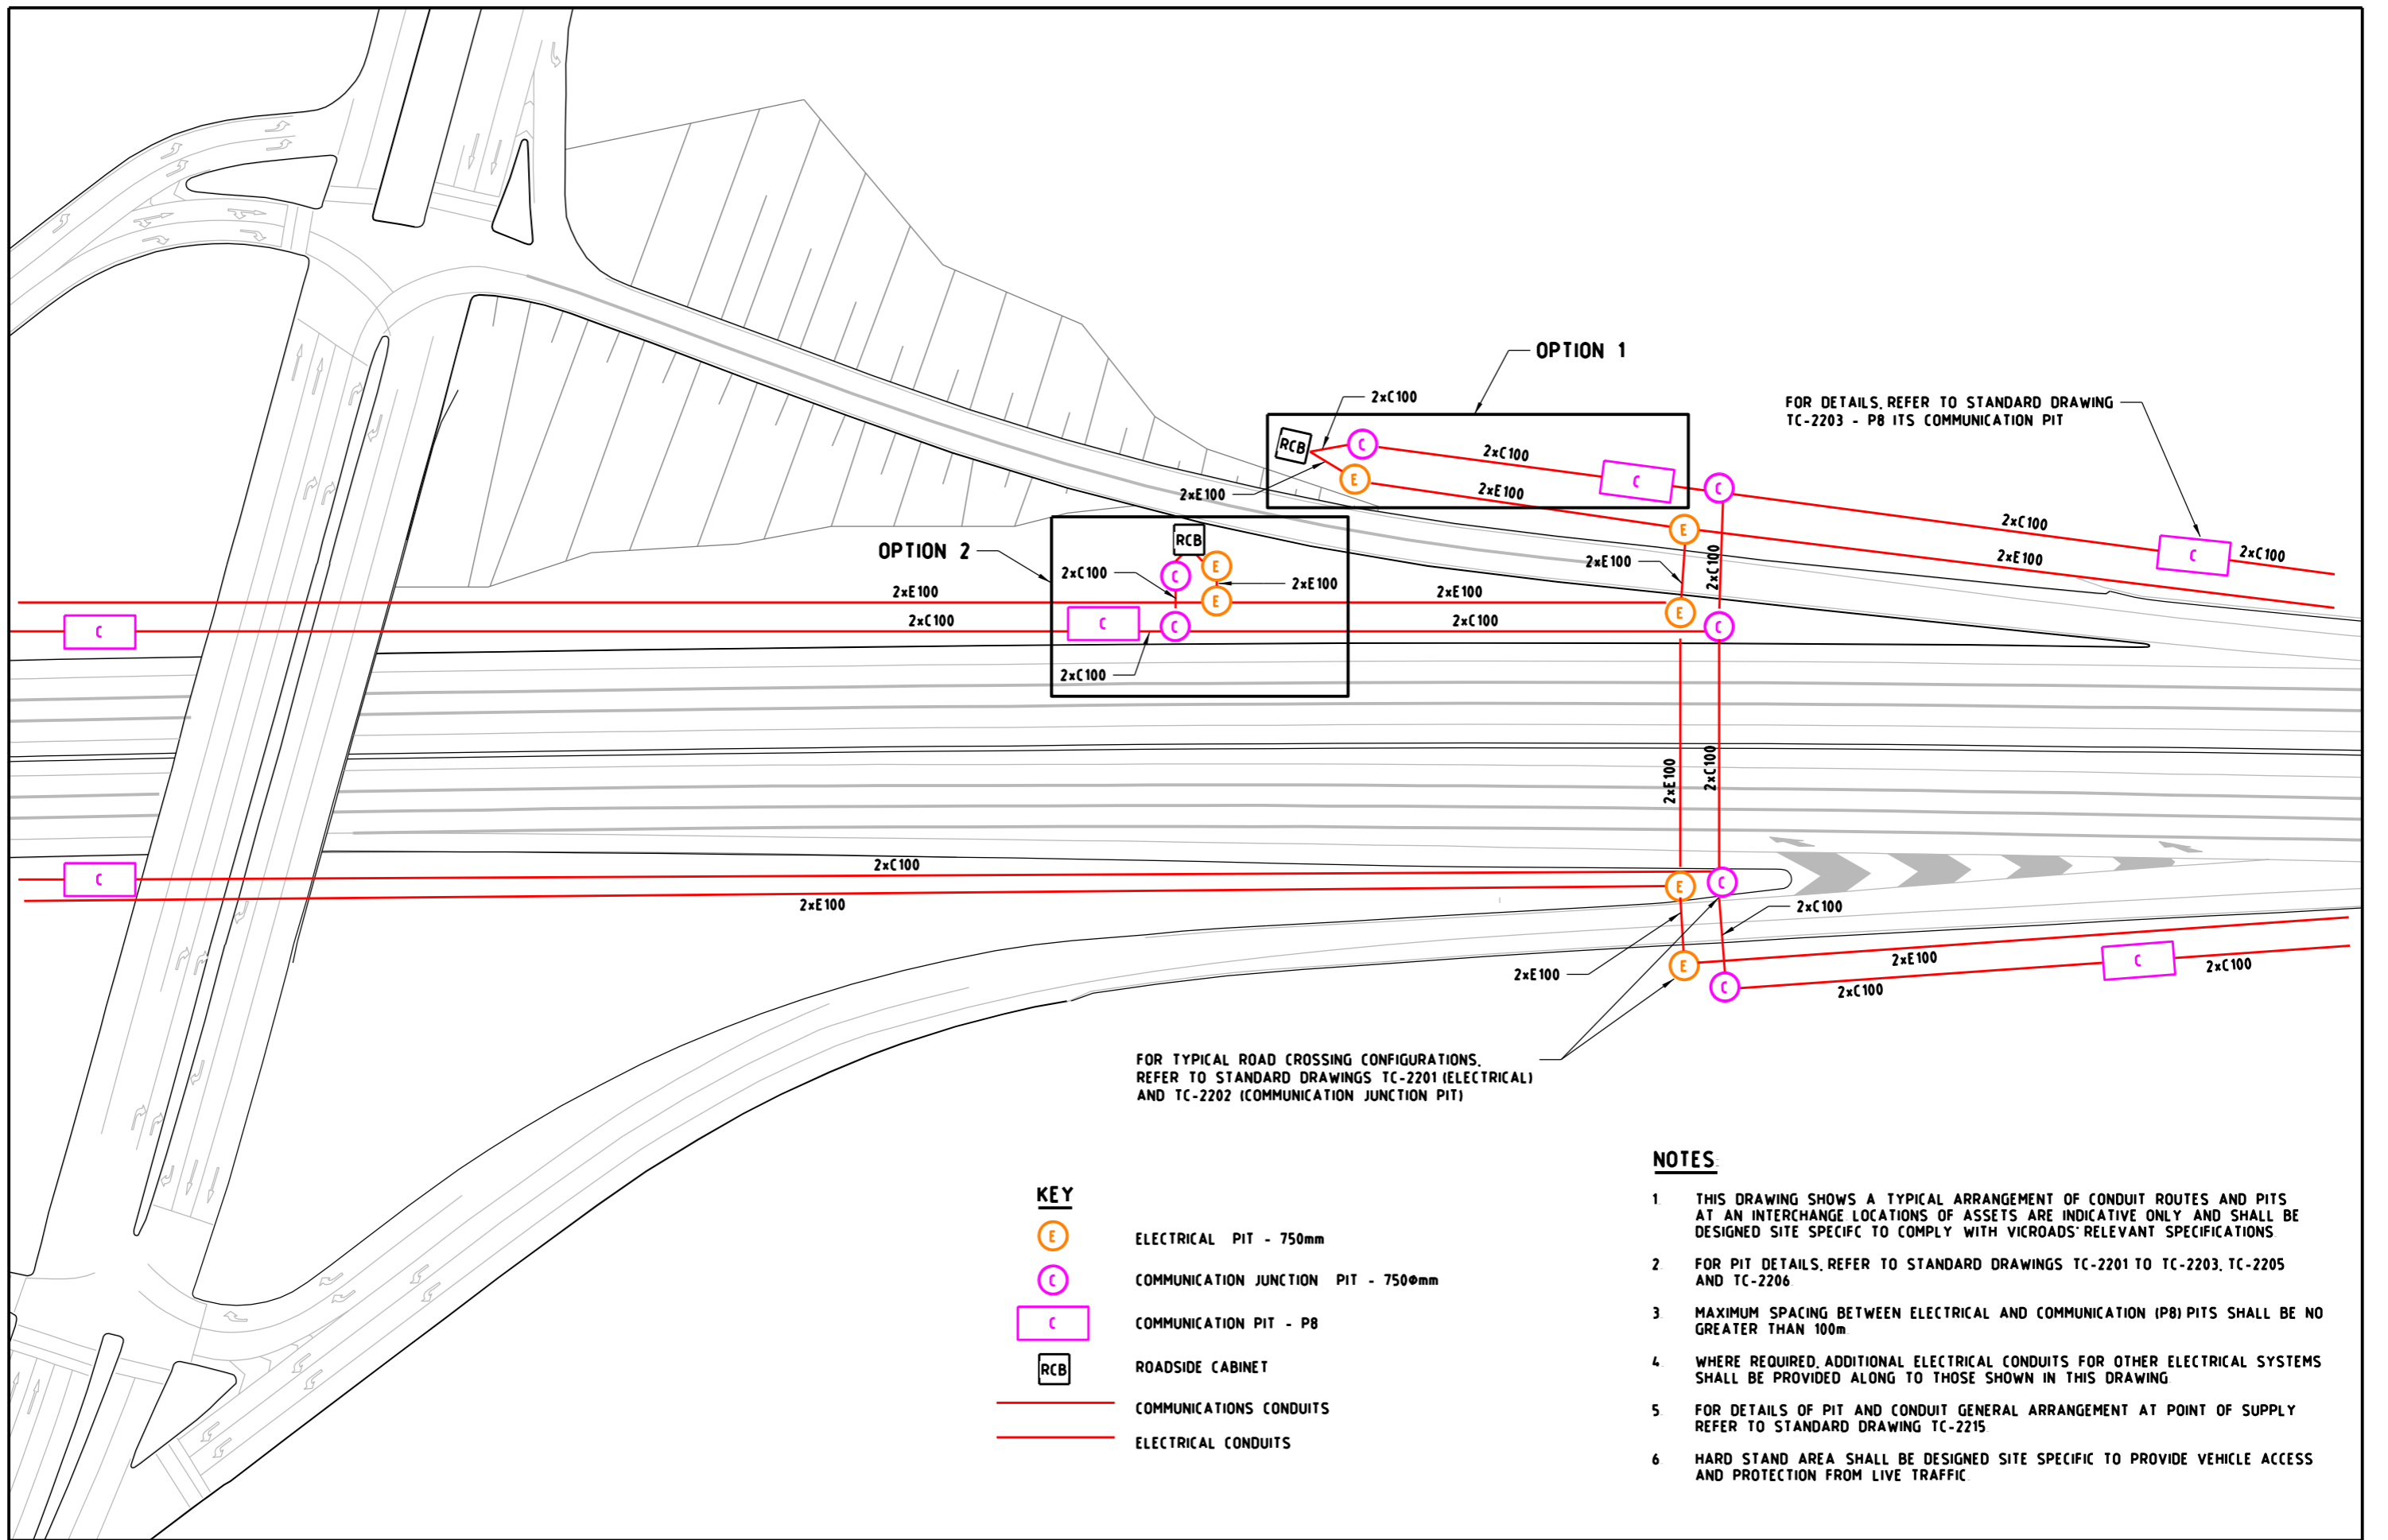 OPTION 1
2xC100
FOR DETAILS, REFER TO STANDARD DRAWING
TC-2203 - P8 ITS COMMUNICATION PIT
RCB
C
2xC100
C
C
E
2xE100
2xE100
E
2xC100
2xC100
C
2xC100
2xE100
OPTION 2
RCB
E
C
2xC100
2xE100
2xE100
2xE100
E
2xE100
E
C
C
2xC100
C
2xC100
C
2xC100
2xE100
2xC100
C
2xC100
2xE100
E
C
2xC100
2xE100
E
2xE100
C
2xC100
C
2xC100
FOR TYPICAL ROAD CROSSING CONFIGURATIONS,
REFER TO STANDARD DRAWINGS TC-2201 (ELECTRICAL)
AND TC-2202 (COMMUNICATION JUNCTION PIT)
KEY
E ELECTRICAL PIT - 750mm
C COMMUNICATION JUNCTION PIT - 750Φmm
C COMMUNICATION PIT - P8
RCB ROADSIDE CABINET
COMMUNICATIONS CONDUITS
ELECTRICAL CONDUITS
NOTES:
1. THIS DRAWING SHOWS A TYPICAL ARRANGEMENT OF CONDUIT ROUTES AND PITS
AT AN INTERCHANGE LOCATIONS OF ASSETS ARE INDICATIVE ONLY AND SHALL BE
DESIGNED SITE SPECIFC TO COMPLY WITH VICROADS' RELEVANT SPECIFICATIONS.
2. FOR PIT DETAILS, REFER TO STANDARD DRAWINGS TC-2201 TO TC-2203, TC-2205
AND TC-2206.
3. MAXIMUM SPACING BETWEEN ELECTRICAL AND COMMUNICATION (P8) PITS SHALL BE NO
GREATER THAN 100m.
4. WHERE REQUIRED, ADDITIONAL ELECTRICAL CONDUITS FOR OTHER ELECTRICAL SYSTEMS
SHALL BE PROVIDED ALONG TO THOSE SHOWN IN THIS DRAWING.
5. FOR DETAILS OF PIT AND CONDUIT GENERAL ARRANGEMENT AT POINT OF SUPPLY
REFER TO STANDARD DRAWING TC-2215.
6. HARD STAND AREA SHALL BE DESIGNED SITE SPECIFIC TO PROVIDE VEHICLE ACCESS
AND PROTECTION FROM LIVE TRAFFIC.